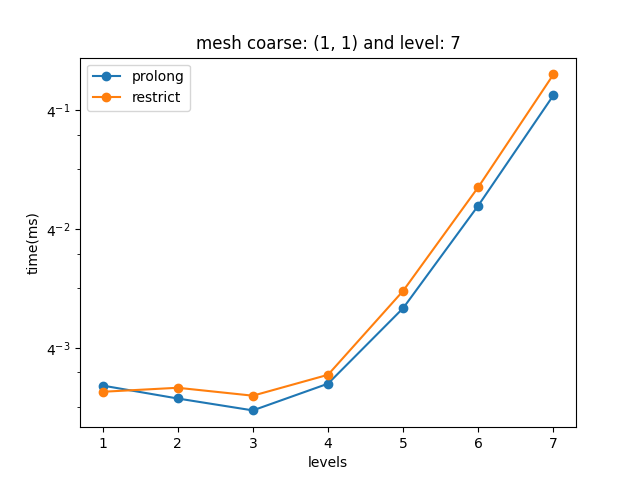 mesh coarse: (1, 1) and level: 7
prolong
restrict
4⁻¹
4⁻²
4⁻³
time(ms)
1 2 3 4 5 6 7
levels